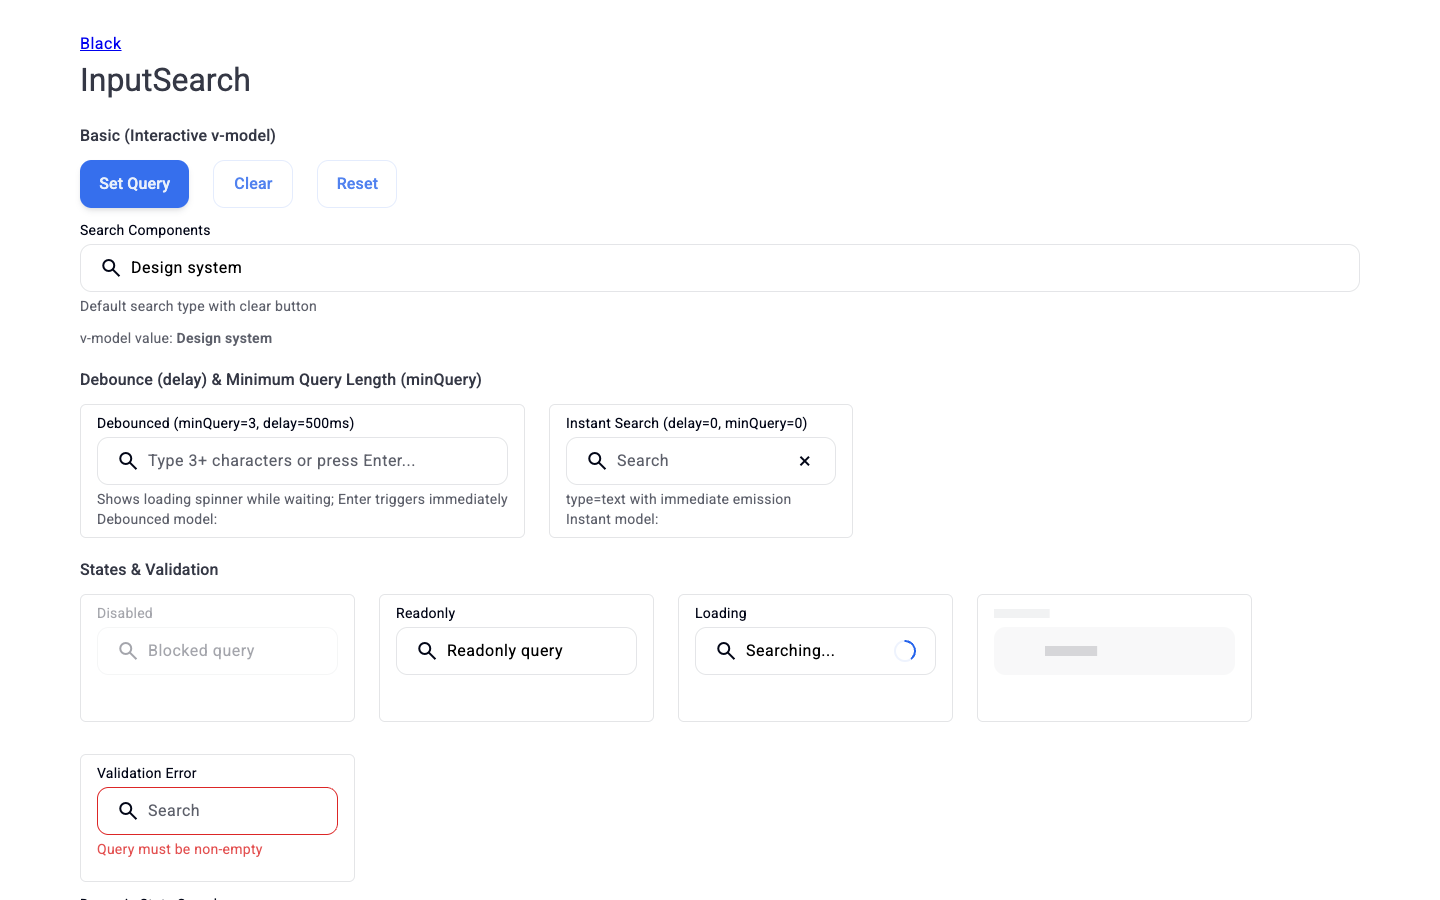 Black
InputSearch
Basic (Interactive v-model)
Set Query
Clear
Reset
Search Components
Design system
Default search type with clear button
v-model value: Design system
Debounce (delay) & Minimum Query Length (minQuery)
Debounced (minQuery=3, delay=500ms)
Type 3+ characters or press Enter...
Shows loading spinner while waiting; Enter triggers immediately
Debounced model:
Instant Search (delay=0, minQuery=0)
Search
type=text with immediate emission
Instant model:
States & Validation
Disabled
Blocked query
Readonly
Readonly query
Loading
Searching...
Validation Error
Search
Query must be non-empty